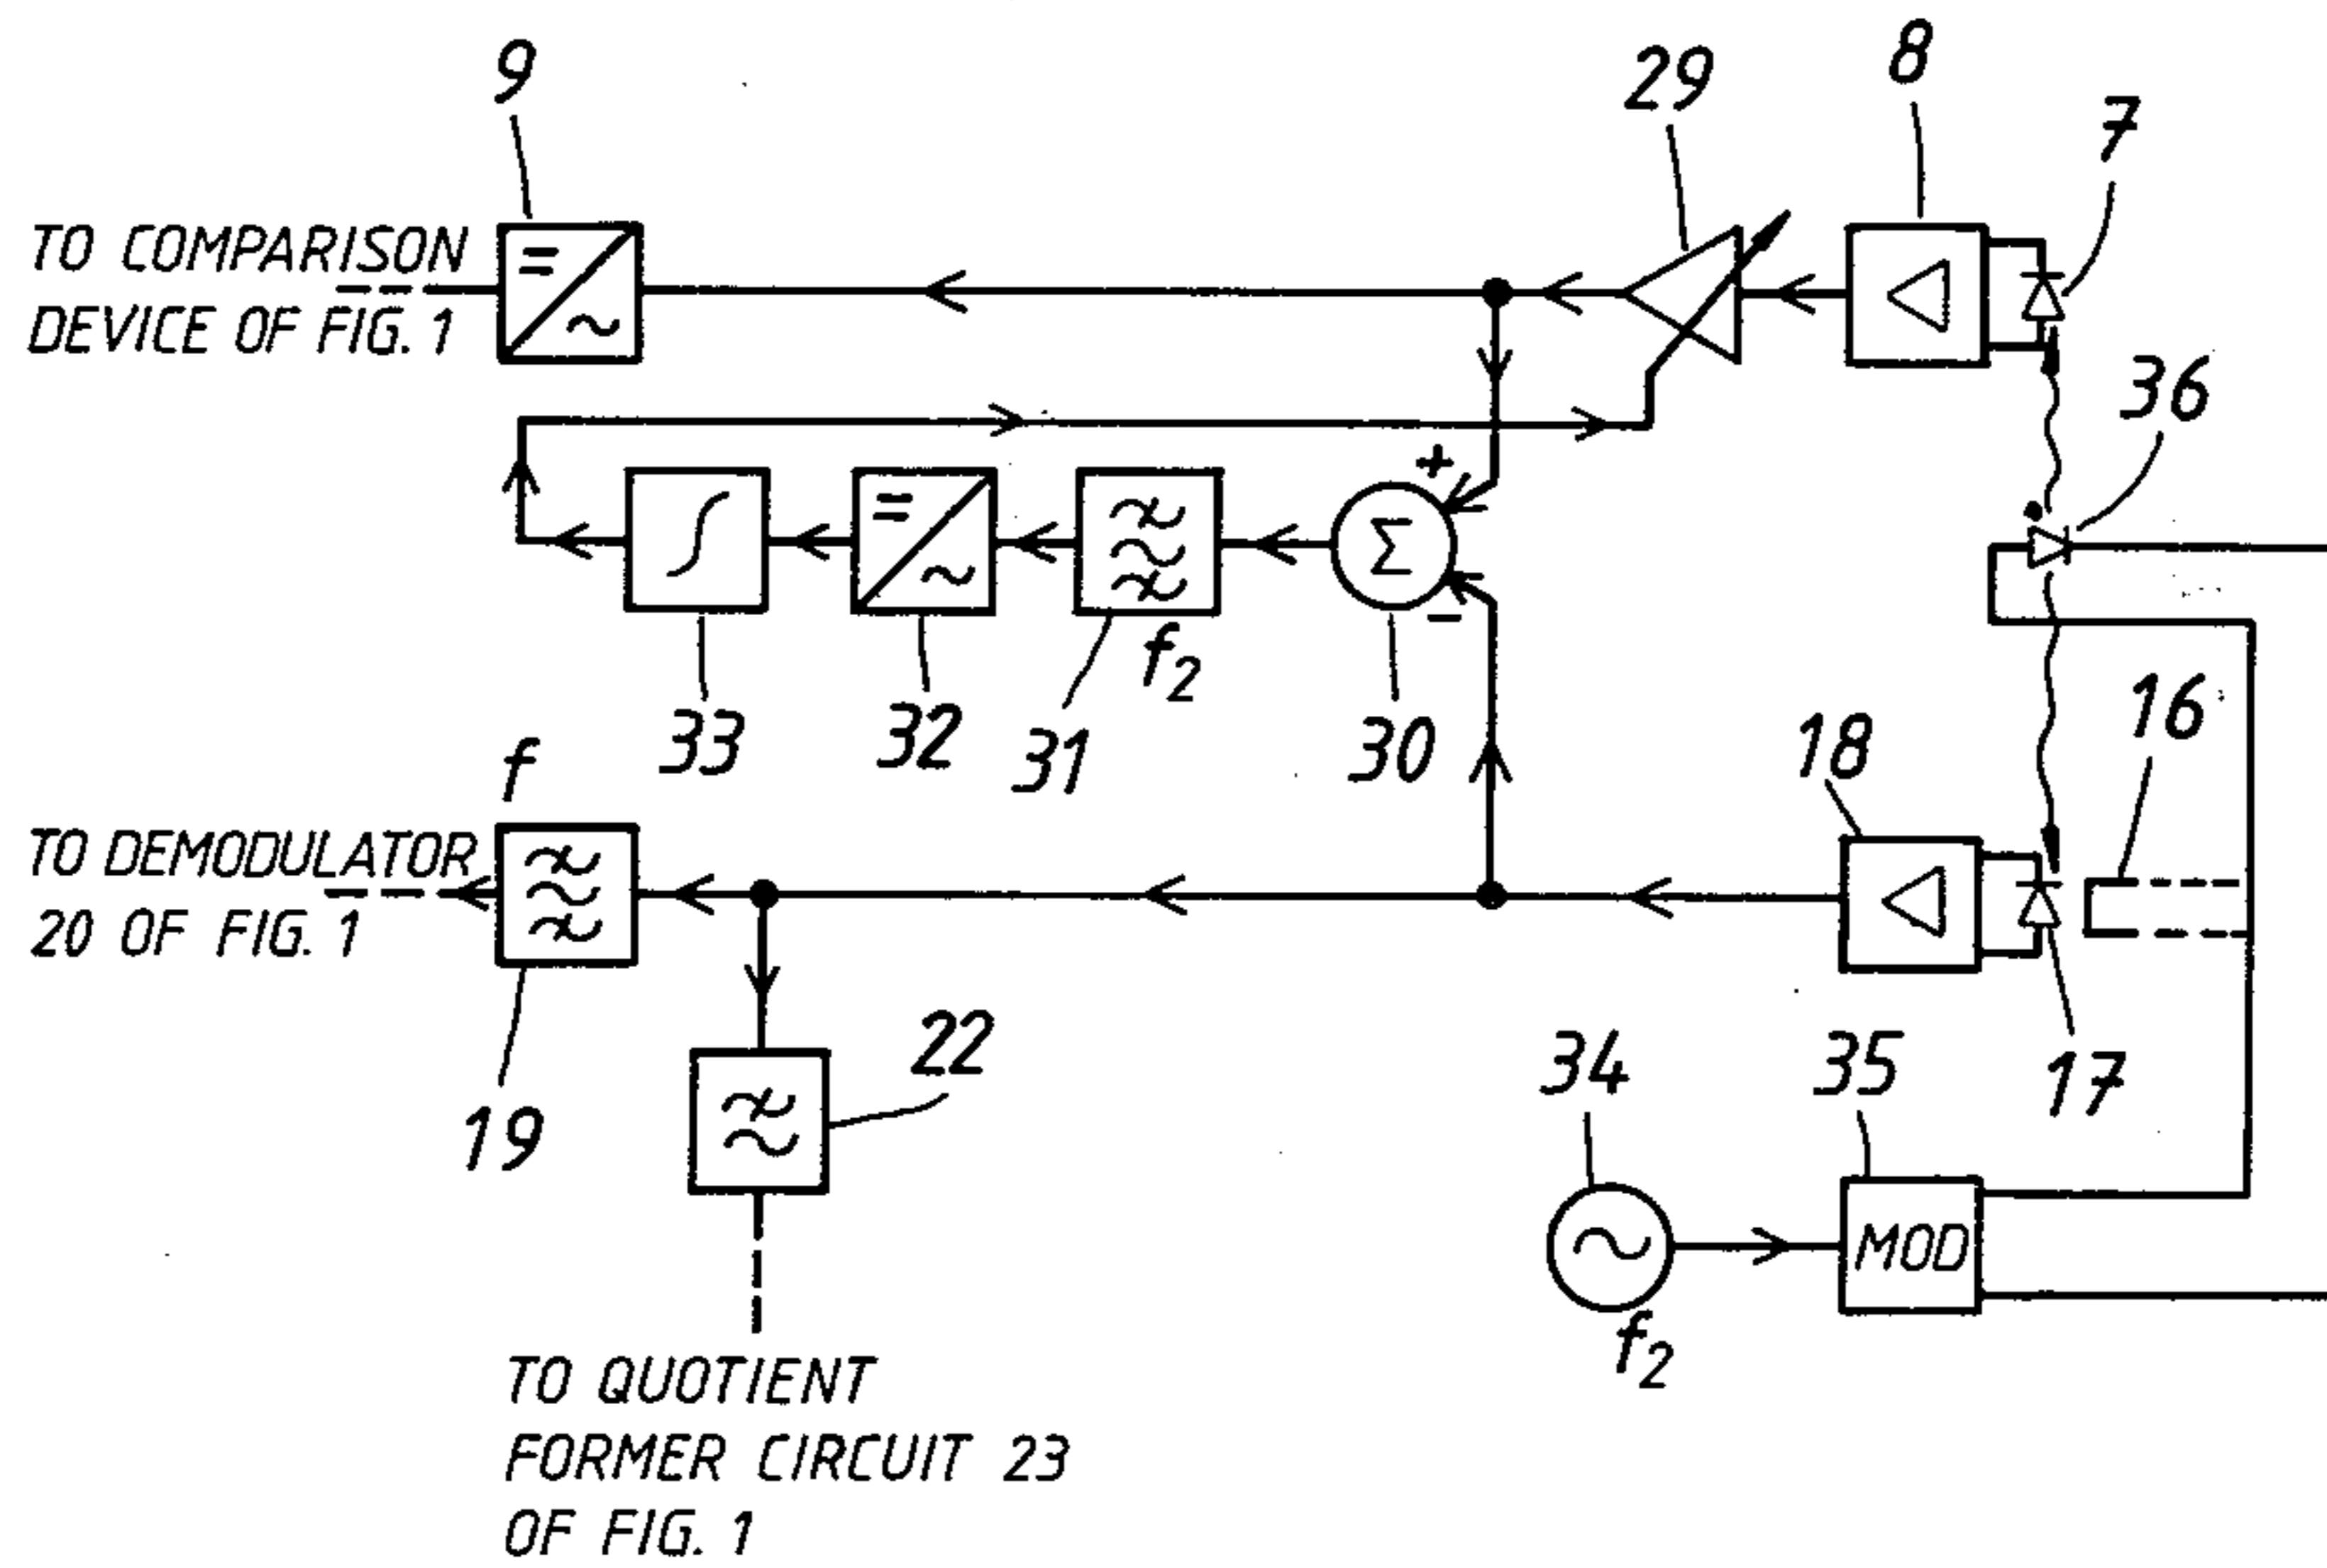 9
29
8
7
TO COMPARISON
DEVICE OF FIG. 1
=
~
36
+
Σ
=
~
∫
−
f2
16
33
32
31
30
18
f
TO DEMODULATOR
20 OF FIG. 1
22
19
34
35
17
MOD
f2
TO QUOTIENT
FORMER CIRCUIT 23
OF FIG. 1